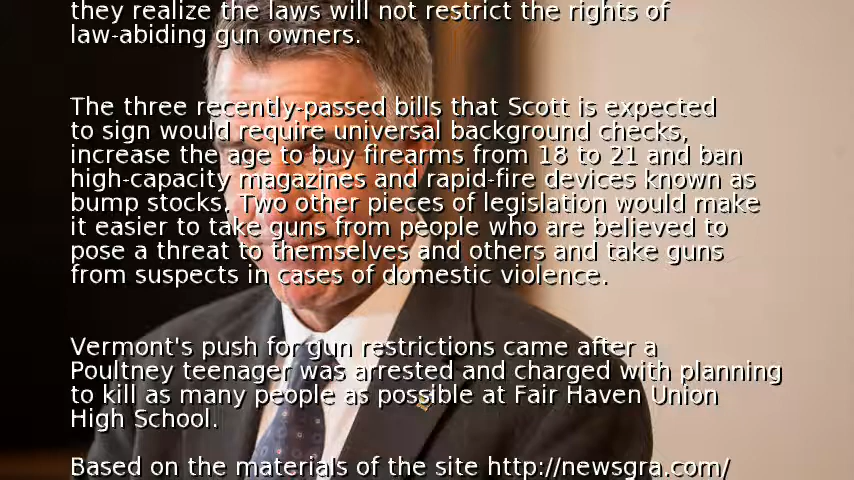 they realize the laws will not restrict the rights of
law-abiding gun owners.
The three recently-passed bills that Scott is expected
to sign would require universal background checks,
increase the age to buy firearms from 18 to 21 and ban
high-capacity magazines and rapid-fire devices known as
bump stocks. Two other pieces of legislation would make
it easier to take guns from people who are believed to
pose a threat to themselves and others and take guns
from suspects in cases of domestic violence.
Vermont's push for gun restrictions came after a
Poultney teenager was arrested and charged with planning
to kill as many people as possible at Fair Haven Union
High School.
Based on the materials of the site http://newsgra.com/